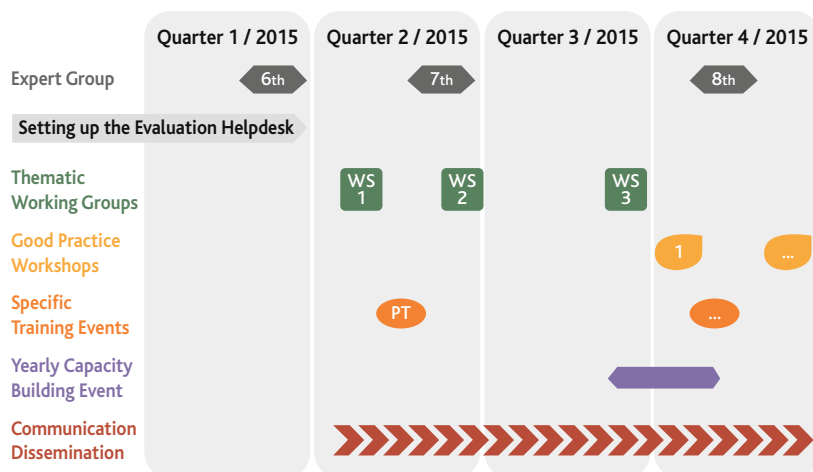 Quarter 1 / 2015 Quarter 2 / 2015 Quarter 3 / 2015 Quarter 4 / 2015
Expert Group 6th 7th 8th
Setting up the Evaluation Helpdesk
Thematic
Working Groups
WS
1
WS
2
WS
3
Good Practice
Workshops
1 ...
Specific
Training Events
PT ...
Yearly Capacity
Building Event
Communication
Dissemination